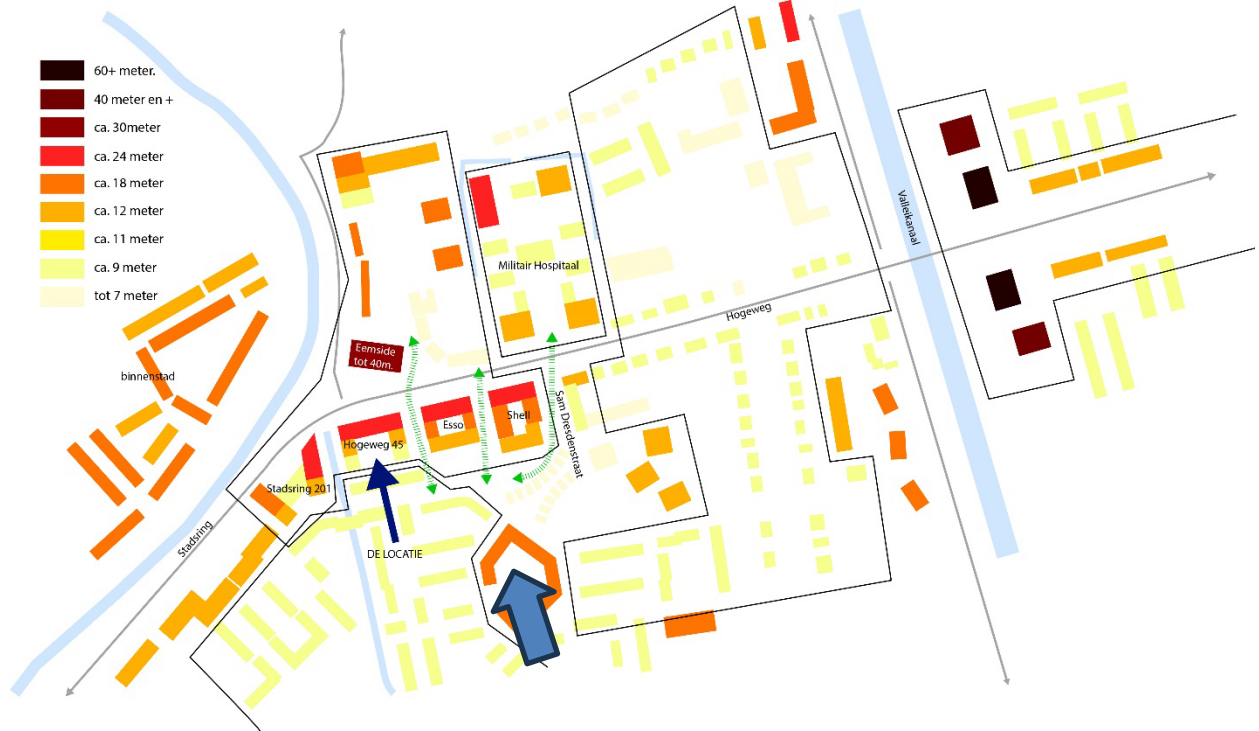 60+ meter.
40 meter en +
ca. 30meter
ca. 24 meter
ca. 18 meter
ca. 12 meter
ca. 11 meter
ca. 9 meter
tot 7 meter
Valleikanaal
Militair Hospitaal
Hogeweg
Eemside
tot 40m.
binnenstad
Shell
Esso
Sam Dresdenstraat
Hogeweg 45
Stadsring 201
Stadsring
DE LOCATIE